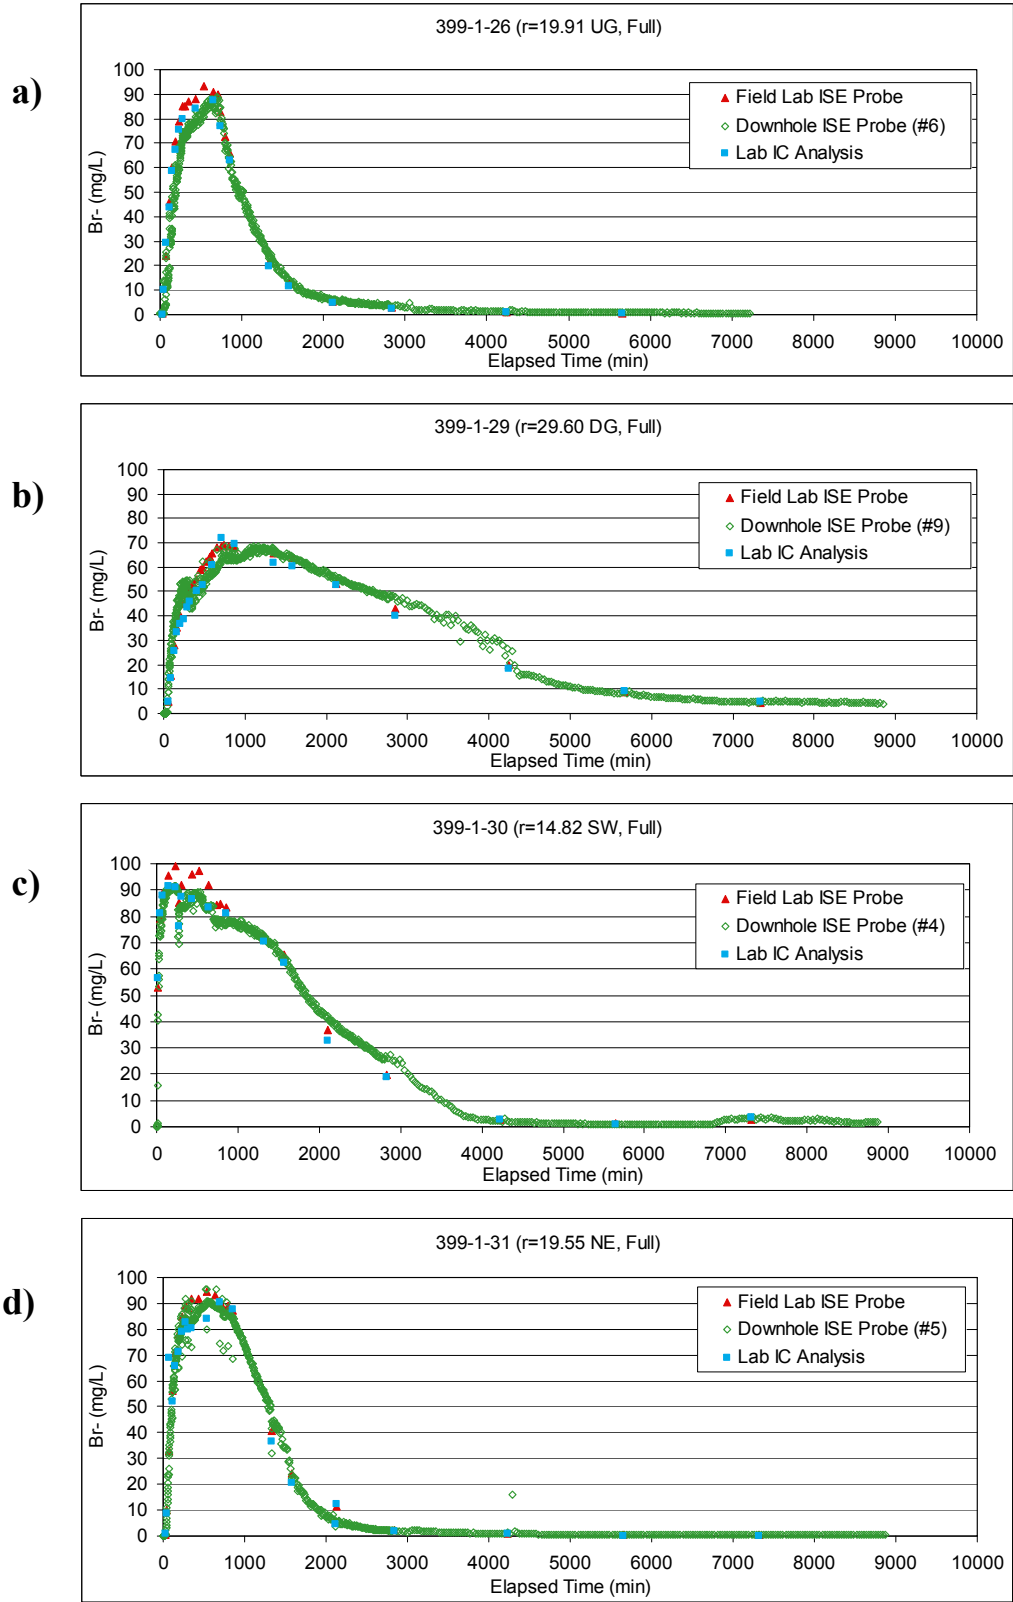 a)
399-1-26 (r=19.91 UG, Full)
Br- (mg/L)
100
90
80
70
60
50
40
30
20
10
0
Field Lab ISE Probe
Downhole ISE Probe (#6)
Lab IC Analysis
0 1000 2000 3000 4000 5000 6000 7000 8000 9000 10000
Elapsed Time (min)
b)
399-1-29 (r=29.60 DG, Full)
Br- (mg/L)
100
90
80
70
60
50
40
30
20
10
0
Field Lab ISE Probe
Downhole ISE Probe (#9)
Lab IC Analysis
0 1000 2000 3000 4000 5000 6000 7000 8000 9000 10000
Elapsed Time (min)
c)
399-1-30 (r=14.82 SW, Full)
Br- (mg/L)
100
90
80
70
60
50
40
30
20
10
0
Field Lab ISE Probe
Downhole ISE Probe (#4)
Lab IC Analysis
0 1000 2000 3000 4000 5000 6000 7000 8000 9000 10000
Elapsed Time (min)
d)
399-1-31 (r=19.55 NE, Full)
Br- (mg/L)
100
90
80
70
60
50
40
30
20
10
0
Field Lab ISE Probe
Downhole ISE Probe (#5)
Lab IC Analysis
0 1000 2000 3000 4000 5000 6000 7000 8000 9000 10000
Elapsed Time (min)